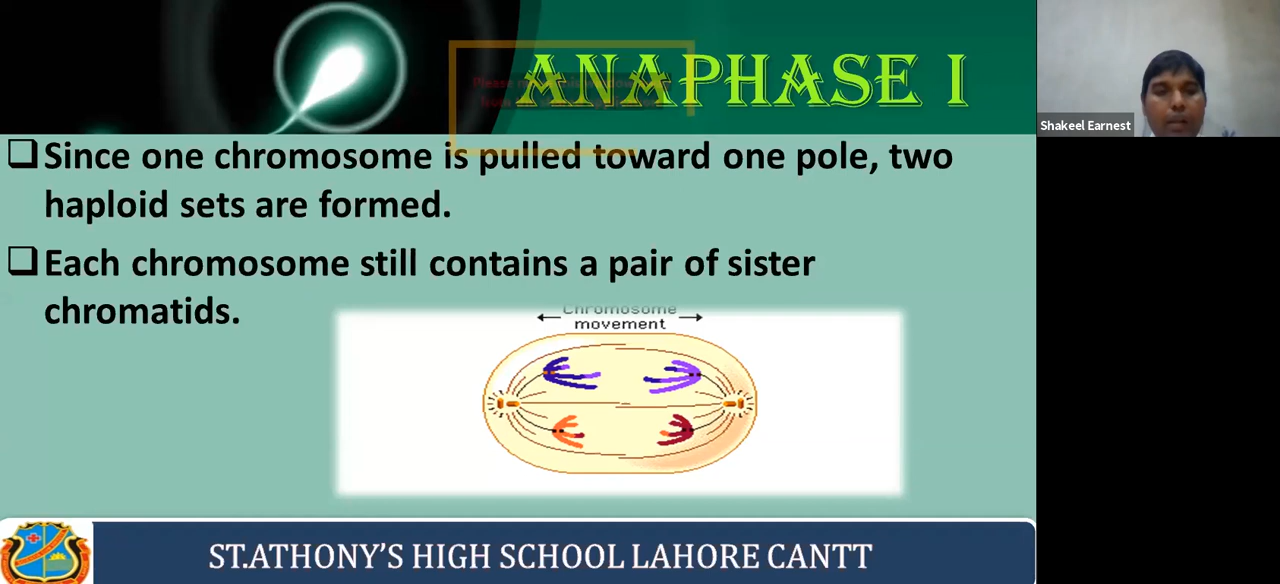 ANAPHASE I
Since one chromosome is pulled toward one pole, two
haploid sets are formed.
Each chromosome still contains a pair of sister
chromatids.
Chromosome
movement
ST.ATHONY'S HIGH SCHOOL LAHORE CANTT
Shakeel Earnest